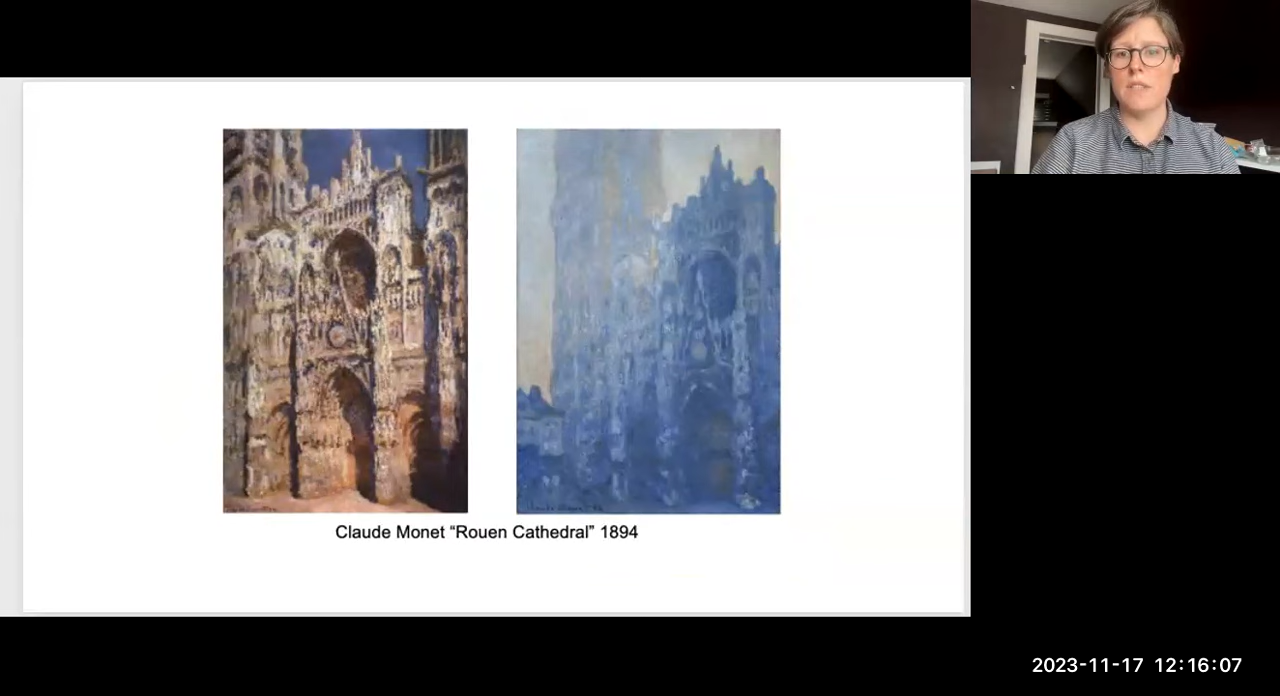 Claude Monet “Rouen Cathedral” 1894
2023-11-17 12:16:07